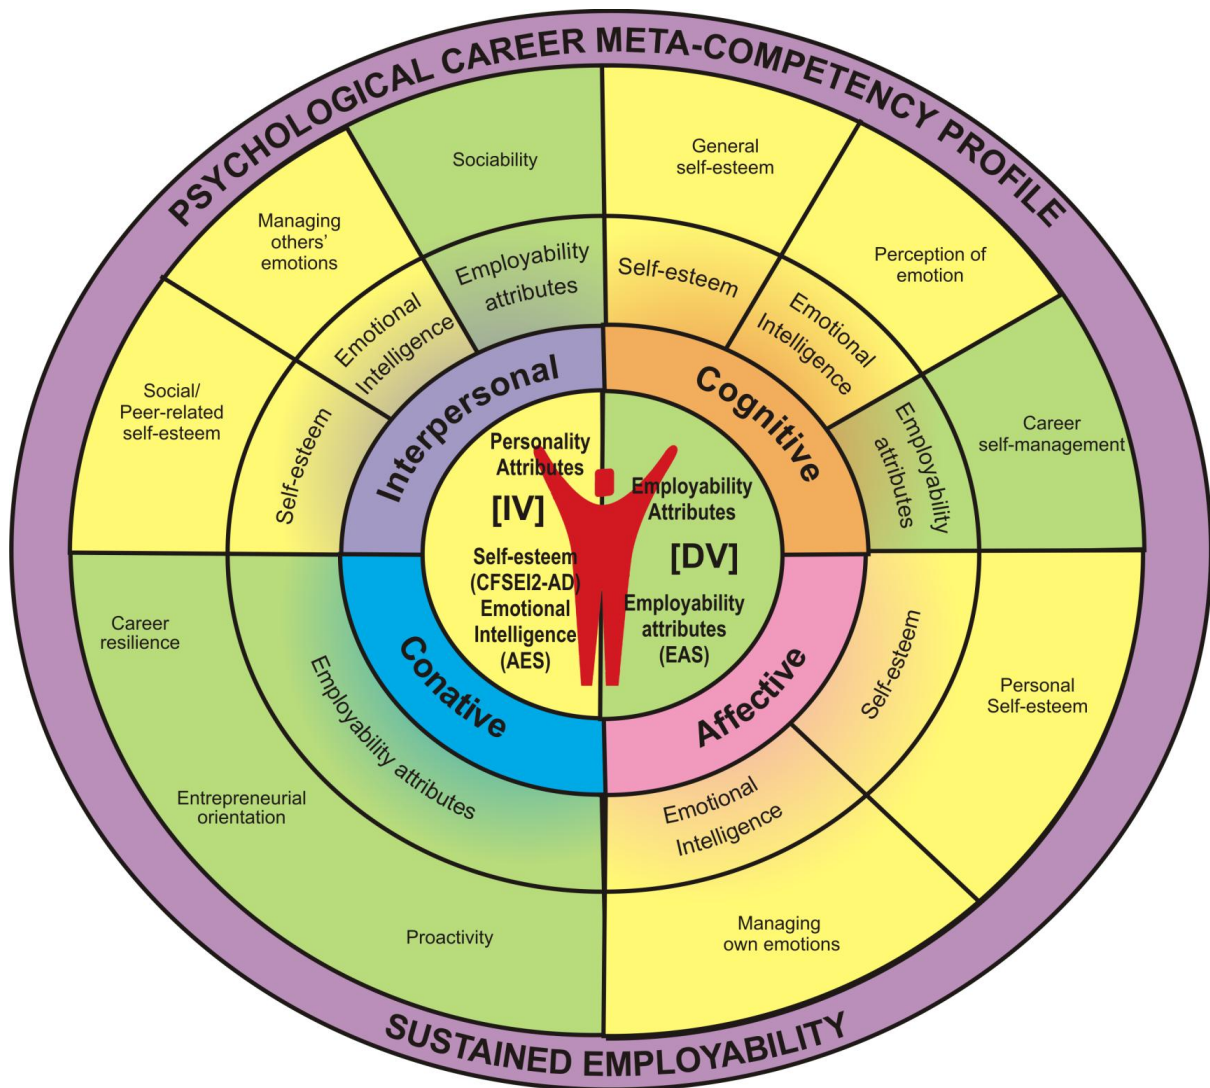 PSYCHOLOGICAL CAREER META-COMPETENCY PROFILE
Sociability
General
self-esteem
Managing
others’
emotions
Perception of
emotion
Employability
attributes
Self-esteem
Emotional
Intelligence
Emotional
Intelligence
Social/
Peer-related
self-esteem
Self-esteem
Employability
attributes
Career
self-management
Interpersonal
Cognitive
Personality
Attributes
[IV]
Self-esteem
(CFSEI2-AD)
Emotional
Intelligence
(AES)
Employability
Attributes
[DV]
Employability
attributes
(EAS)
Conative
Affective
Career
resilience
Employability attributes
Self-esteem
Personal
Self-esteem
Entrepreneurial
orientation
Emotional
Intelligence
Proactivity
Managing
own emotions
SUSTAINED EMPLOYABILITY